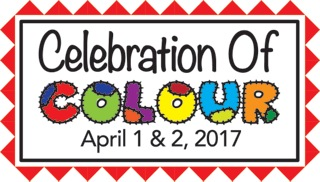 Celebration Of
COLOUR
April 1 & 2, 2017